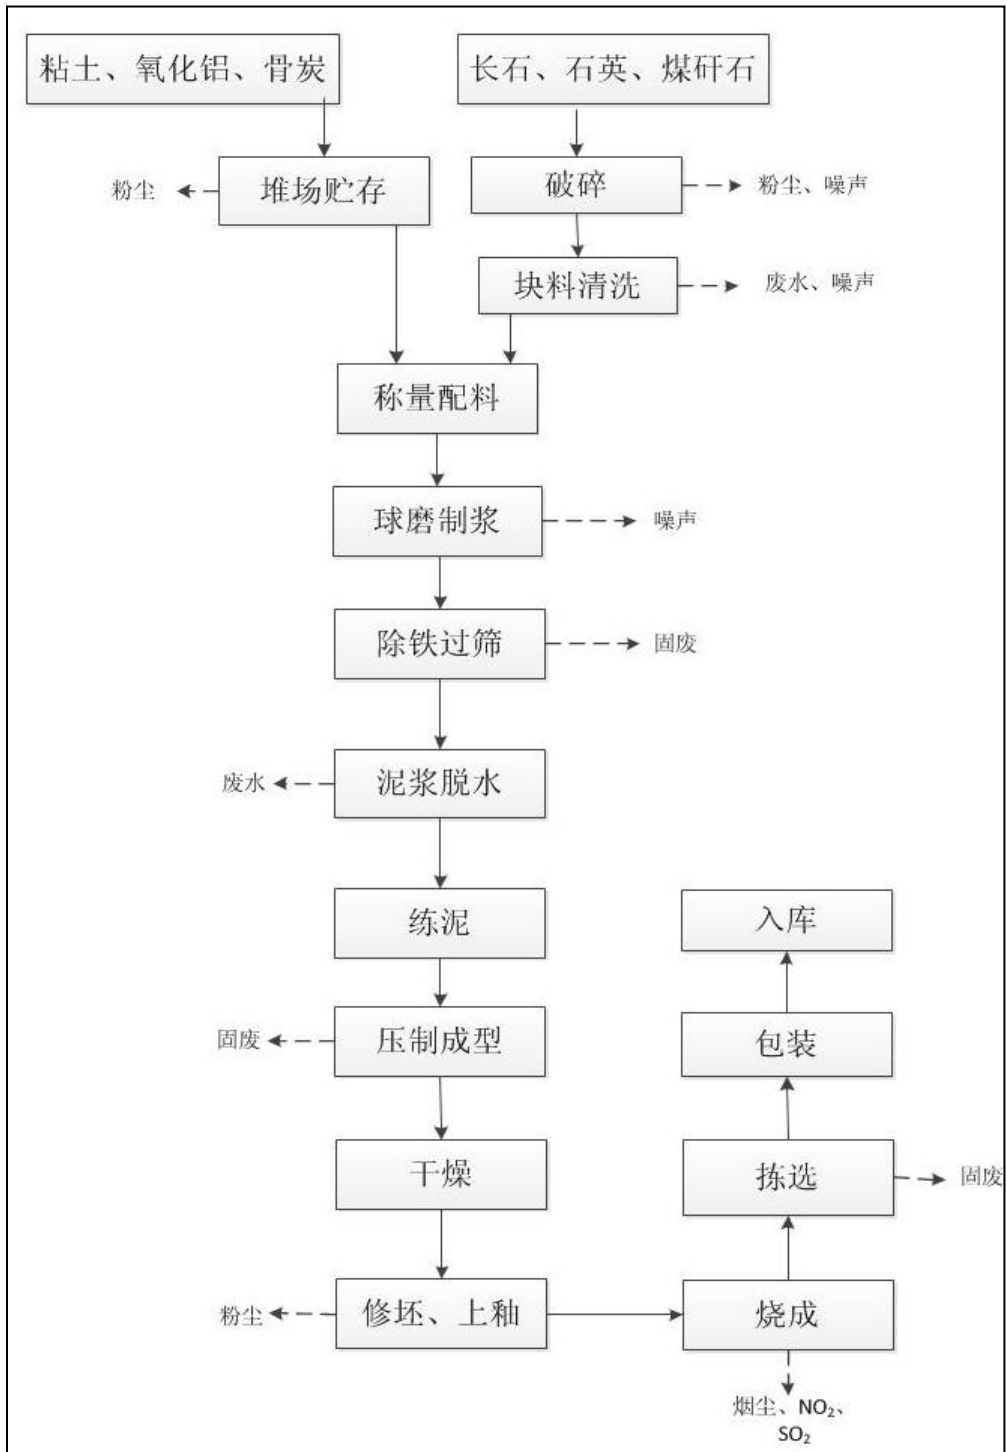 粘土、氧化铝、骨炭
长石、石英、煤矸石
粉尘
堆场贮存
破碎
粉尘、噪声
块料清洗
废水、噪声
称量配料
球磨制浆
噪声
除铁过筛
固废
废水
泥浆脱水
练泥
入库
固废
压制成型
包装
干燥
拣选
固废
粉尘
修坯、上釉
烧成
烟尘、NO₂、
SO₂